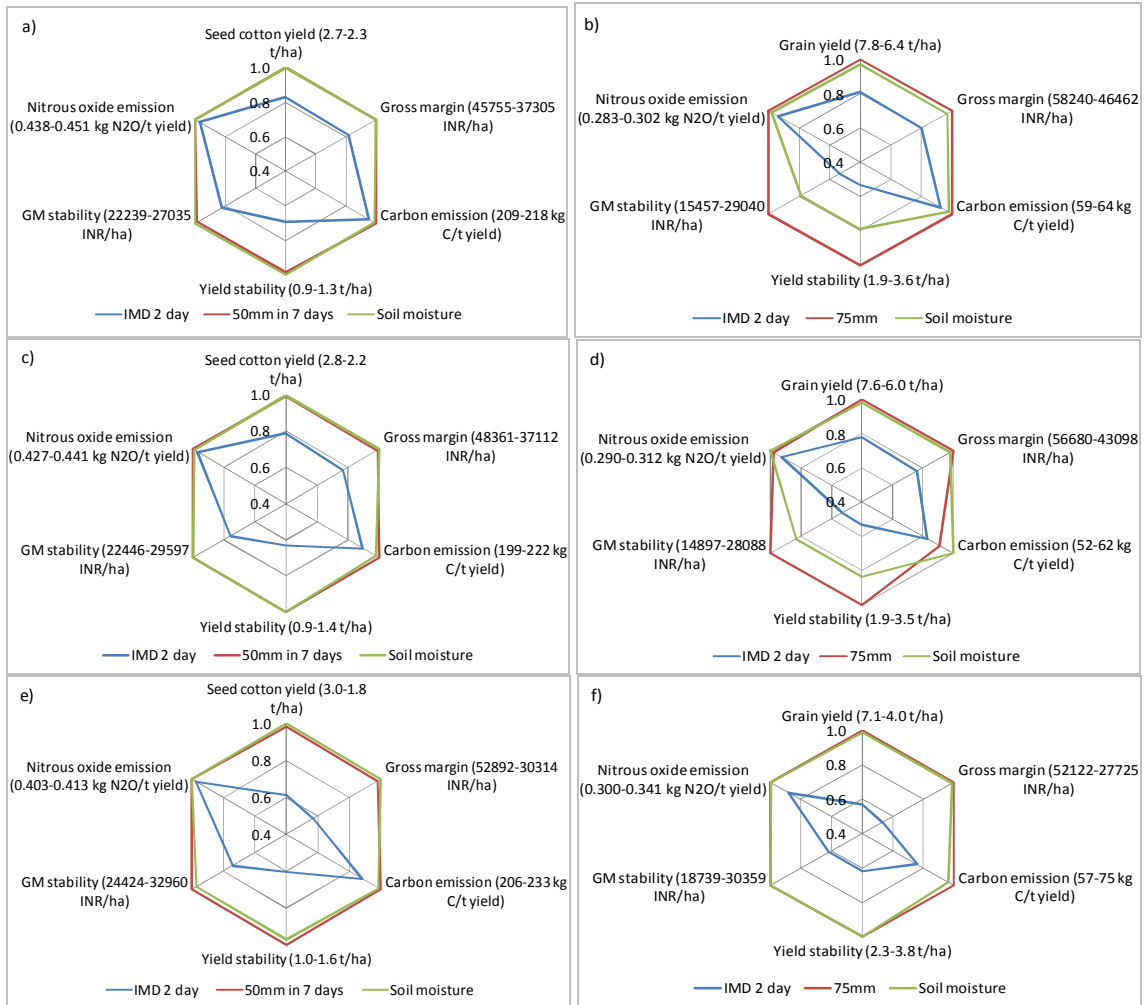 a)
Seed cotton yield (2.7-2.3
t/ha)
1.0
0.8
0.6
0.4
Nitrous oxide emission
(0.438-0.451 kg N2O/t yield)
Gross margin (45755-37305
INR/ha)
GM stability (22239-27035
INR/ha)
Carbon emission (209-218 kg
C/t yield)
Yield stability (0.9-1.3 t/ha)
IMD 2 day 50mm in 7 days Soil moisture
b)
Grain yield (7.8-6.4 t/ha)
1.0
0.8
0.6
0.4
Nitrous oxide emission
(0.283-0.302 kg N2O/t yield)
Gross margin (58240-46462
INR/ha)
GM stability (15457-29040
INR/ha)
Carbon emission (59-64 kg
C/t yield)
Yield stability (1.9-3.6 t/ha)
IMD 2 day 75mm Soil moisture
c)
Seed cotton yield (2.8-2.2
t/ha)
1.0
0.8
0.6
0.4
Nitrous oxide emission
(0.427-0.441 kg N2O/t yield)
Gross margin (48361-37112
INR/ha)
GM stability (22446-29597
INR/ha)
Carbon emission (199-222 kg
C/t yield)
Yield stability (0.9-1.4 t/ha)
IMD 2 day 50mm in 7 days Soil moisture
d)
Grain yield (7.6-6.0 t/ha)
1.0
0.8
0.6
0.4
Nitrous oxide emission
(0.290-0.312 kg N2O/t yield)
Gross margin (56680-43098
INR/ha)
GM stability (14897-28088
INR/ha)
Carbon emission (52-62 kg
C/t yield)
Yield stability (1.9-3.5 t/ha)
IMD 2 day 75mm Soil moisture
e)
Seed cotton yield (3.0-1.8
t/ha)
1.0
0.8
0.6
0.4
Nitrous oxide emission
(0.403-0.413 kg N2O/t yield)
Gross margin (52892-30314
INR/ha)
GM stability (24424-32960
INR/ha)
Carbon emission (206-233 kg
C/t yield)
Yield stability (1.0-1.6 t/ha)
IMD 2 day 50mm in 7 days Soil moisture
f)
Grain yield (7.1-4.0 t/ha)
1.0
0.8
0.6
0.4
Nitrous oxide emission
(0.300-0.341 kg N2O/t yield)
Gross margin (52122-27725
INR/ha)
GM stability (18739-30359
INR/ha)
Carbon emission (57-75 kg
C/t yield)
Yield stability (2.3-3.8 t/ha)
IMD 2 day 75mm Soil moisture